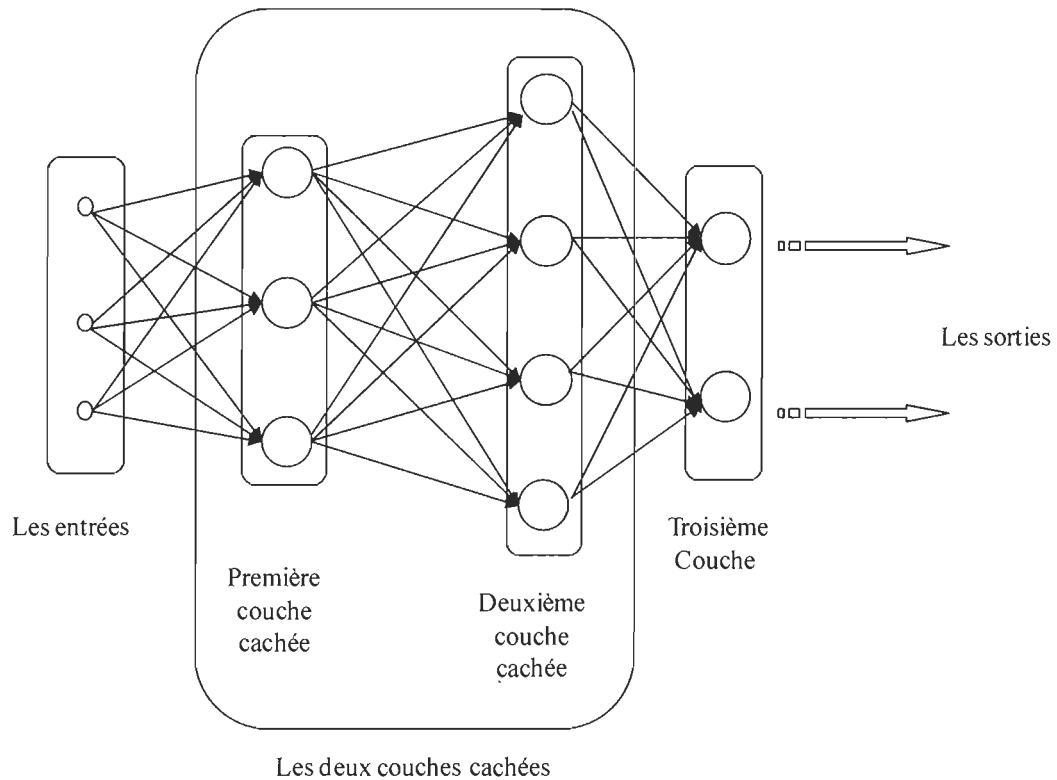 Les sorties
Les entrées
Troisième
Couche
Première
couche
cachée
Deuxième
couche
cachée
Les deux couches cachées